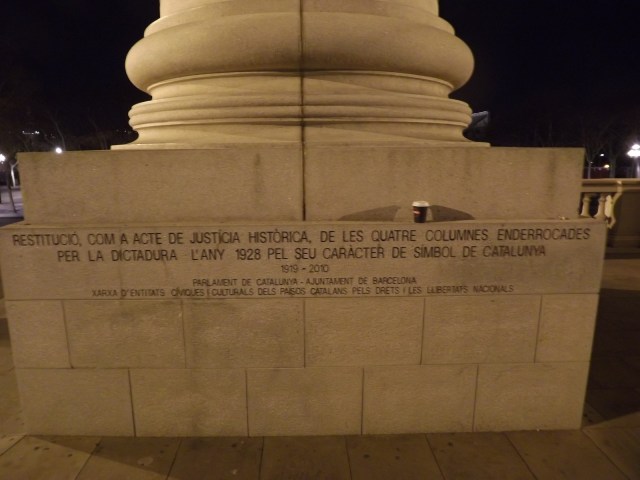 RESTITUCIÓ, COM A ACTE DE JUSTÍCIA HISTÒRICA, DE LES QUATRE COLUMNES ENDERROCADES
PER LA DICTADURA L'ANY 1928 PEL SEU CARÀCTER DE SÍMBOL DE CATALUNYA
1919 - 2010
PARLAMENT DE CATALUNYA - AJUNTAMENT DE BARCELONA
XARXA D'ENTITATS CÍVIQUES I CULTURALS DELS PAÏSOS CATALANS PELS DRETS I LES LLIBERTATS NACIONALS